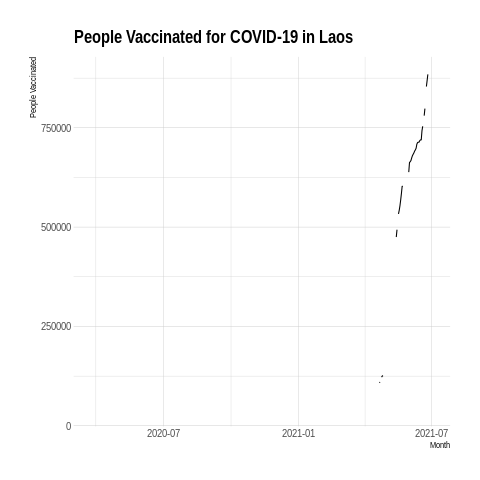 People Vaccinated for COVID-19 in Laos
People Vaccinated
750000
500000
250000
0
2020-07 2021-01 2021-07
Month